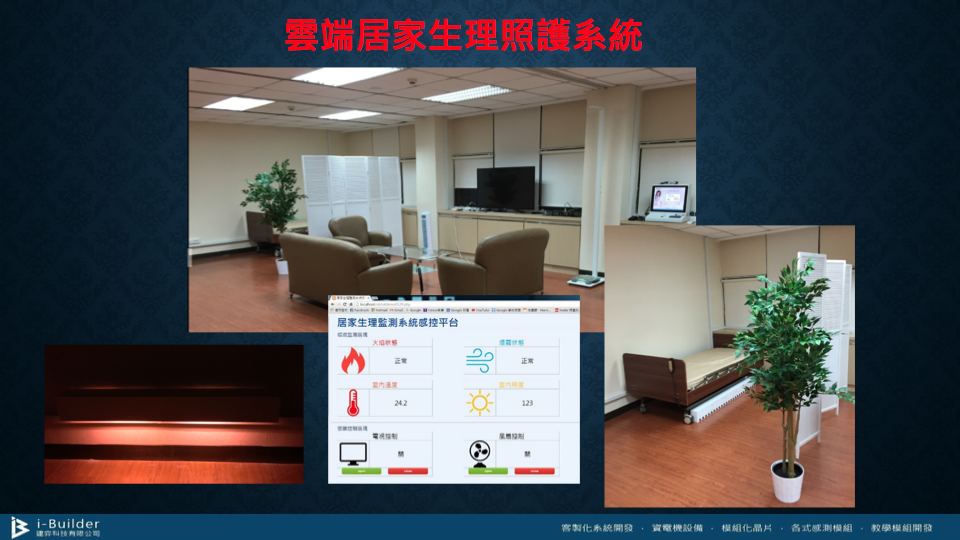 雲端居家生理照護系統
居家生理監測系統感控平台
火焰狀態
正常
煙霧狀態
正常
室內溫度
24.2
室內照度
123
電視控制
關
風扇控制
關
i-Builder
建弈科技有限公司
客製化系統開發 · 實電機設備 · 模組化晶片 · 各式感測模組 · 教學模組開發